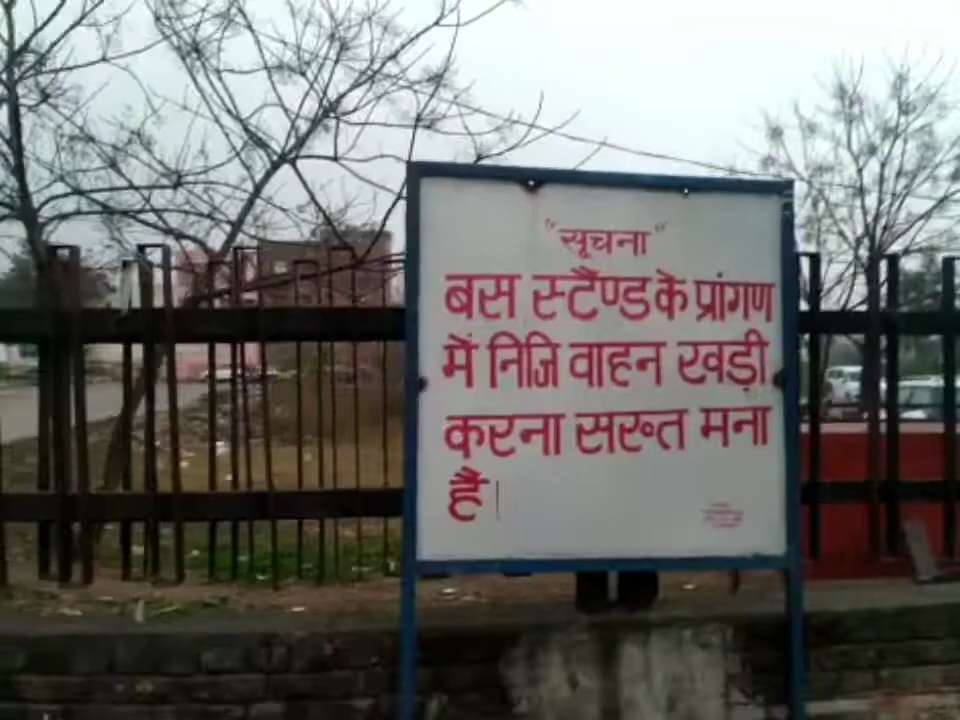 "सूचना"
बस स्टैण्ड के प्रांगण
में निजि वाहन खड़ी
करना सख्त मना
हैं।